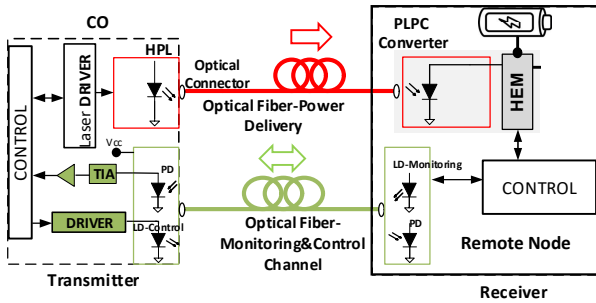 CO
CONTROL
Laser DRIVER
HPL
Optical
Connector
Optical Fiber-Power
Delivery
PLPC
Converter
HEM
Vcc
TIA
PD
DRIVER
LD-Control
Optical Fiber-
Monitoring&Control
Channel
LD-Monitoring
PD
CONTROL
Remote Node
Transmitter
Receiver